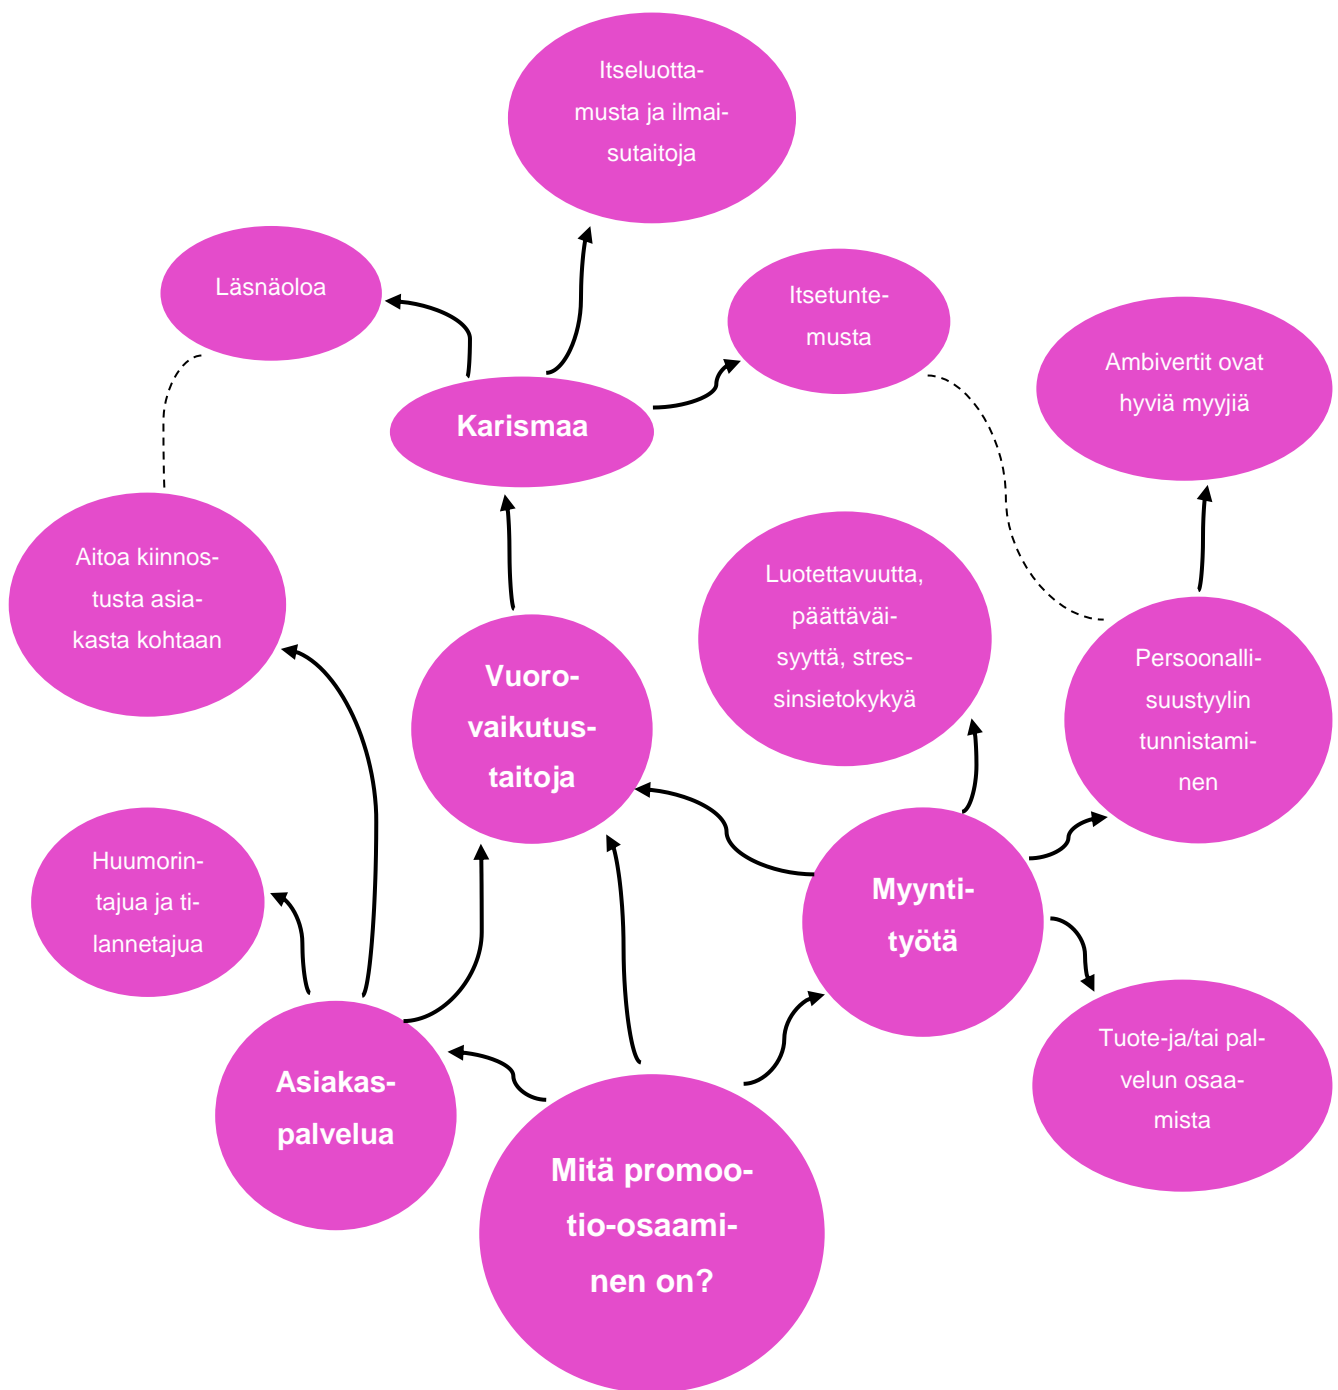 Itseluotta-
musta ja ilmai-
sutaitoja
Läsnäoloa
Itsetunte-
musta
Ambivertit ovat
hyviä myyjiä
Karismaa
Aitoa kiinnos-
tusta asia-
kasta kohtaan
Luotettavuutta,
päättäväi-
syyttä, stres-
sinsietokykyä
Vuoro-
vaikutus-
taitoja
Persoonalli-
suustyylin
tunnistami-
nen
Huumorin-
tajua ja ti-
lannetajua
Myynti-
työtä
Asiakas-
palvelua
Tuote-ja/tai pal-
velun osaa-
mista
Mitä promoo-
tio-osaami-
nen on?